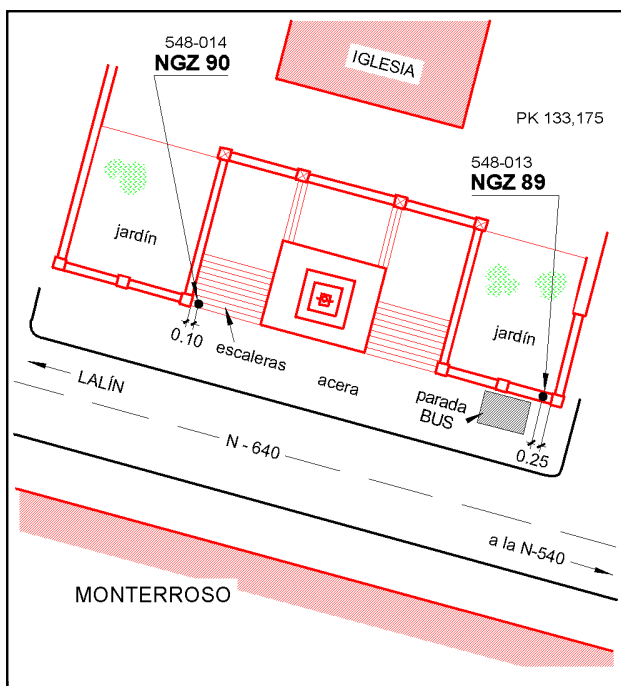 548-014
NGZ 90
IGLESIA
PK 133,175
548-013
NGZ 89
jardín
jardín
0.10
escaleras
acera
parada
BUS
LALÍN
0.25
N - 640
a la N-540
MONTERROSO